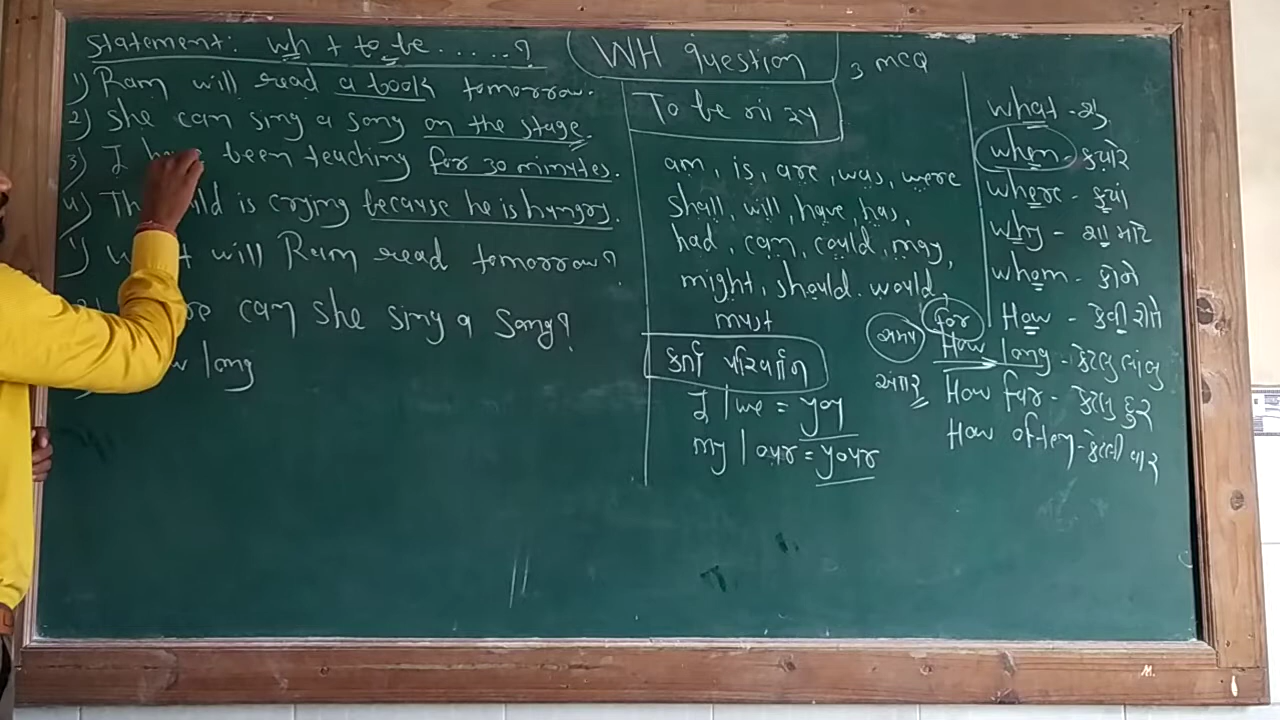 Statement: wh + to be ......?
1) Ram will read a book tomorrow.
2) She can sing a song on the stage.
3) I been teaching for 30 minutes.
4) is crying because he is hungry.
1) will Ram read tomorrow?
can she sing a song?
long
WH question
3 MCQ
To be ના રૂપ
am, is, are, was, were
shall, will, have, has,
had, can, could, may,
might, should, would,
must
કર્તા પરિવર્તન
I / we = you
my / our = your
what - શું
when - ક્યારે
where - ક્યાં
why - શા માટે
whom - કોને
How - કેવી રીતે
સમય
for
How long - કેટલું લાંબુ
અંતર
How far - કેટલુ દુર
How often - કેટલી વાર